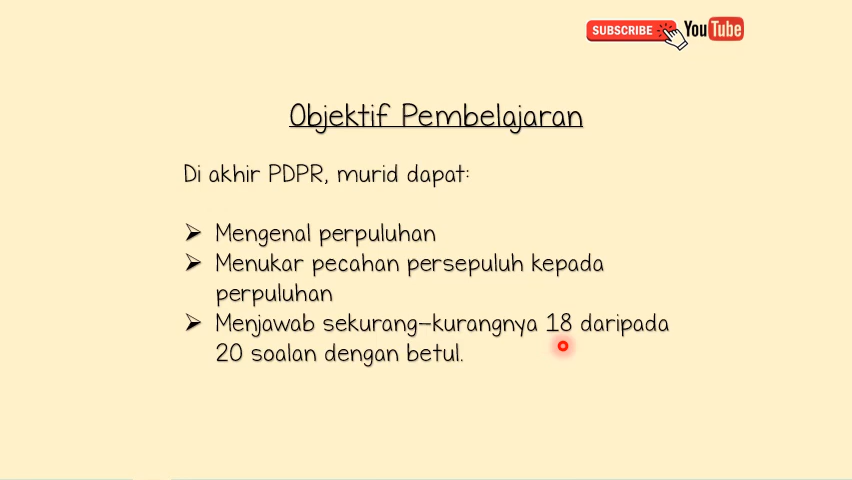 SUBSCRIBE YouTube
Objektif Pembelajaran
Di akhir PDPR, murid dapat:
➢ Mengenal perpuluhan
➢ Menukar pecahan persepuluh kepada
perpuluhan
➢ Menjawab sekurang-kurangnya 18 daripada
20 soalan dengan betul.